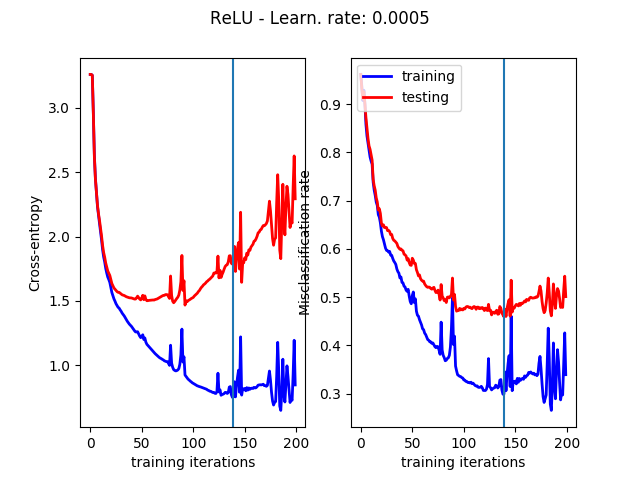 ReLU - Learn. rate: 0.0005
Cross-entropy
3.0
2.5
2.0
1.5
1.0
0 50 100 150 200
training iterations
Misclassification rate
0.9
0.8
0.7
0.6
0.5
0.4
0.3
training
testing
0 50 100 150 200
training iterations